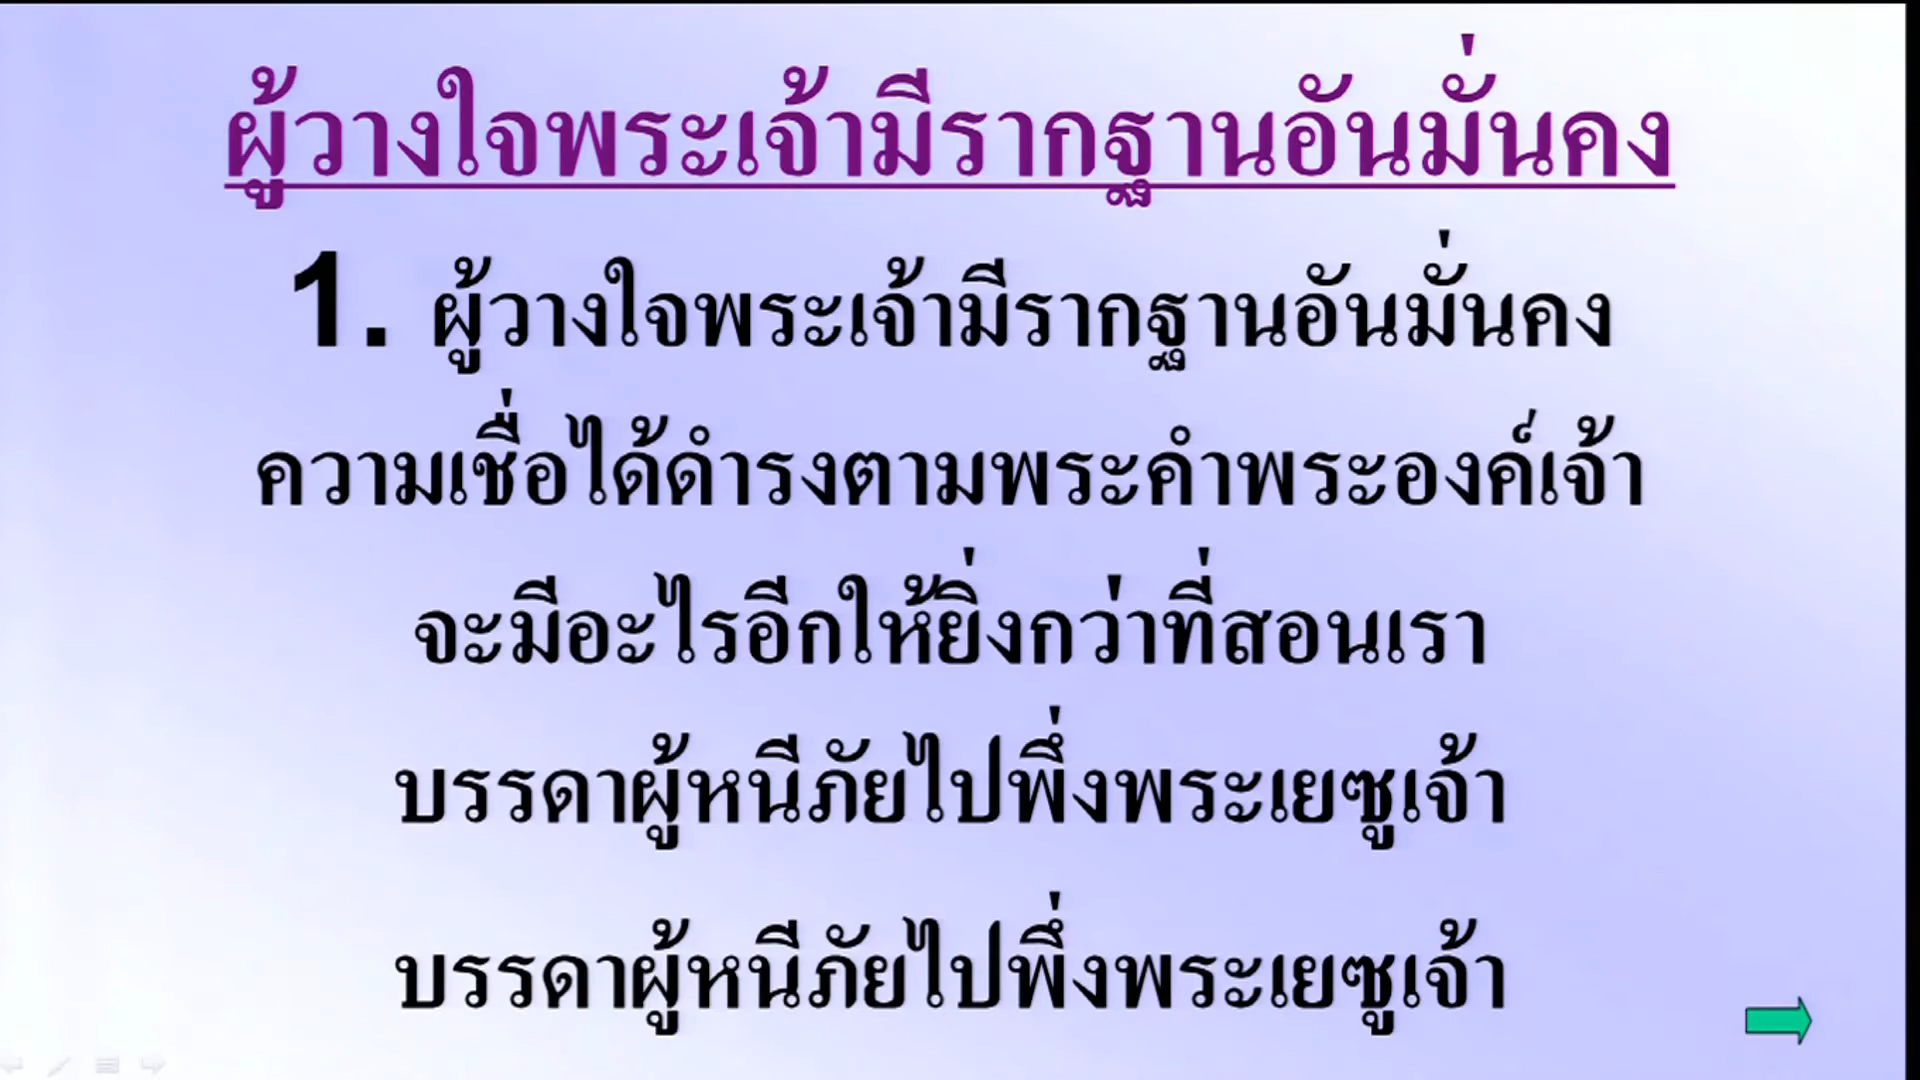 ผู้วางใจพระเจ้ามีรากฐานอันมั่นคง
1. ผู้วางใจพระเจ้ามีรากฐานอันมั่นคง
ความเชื่อได้ดำรงตามพระคำพระองค์เจ้า
จะมีอะไรอีกให้ยิ่งกว่าที่สอนเรา
บรรดาผู้หนีภัยไปพึ่งพระเยซูเจ้า
บรรดาผู้หนีภัยไปพึ่งพระเยซูเจ้า